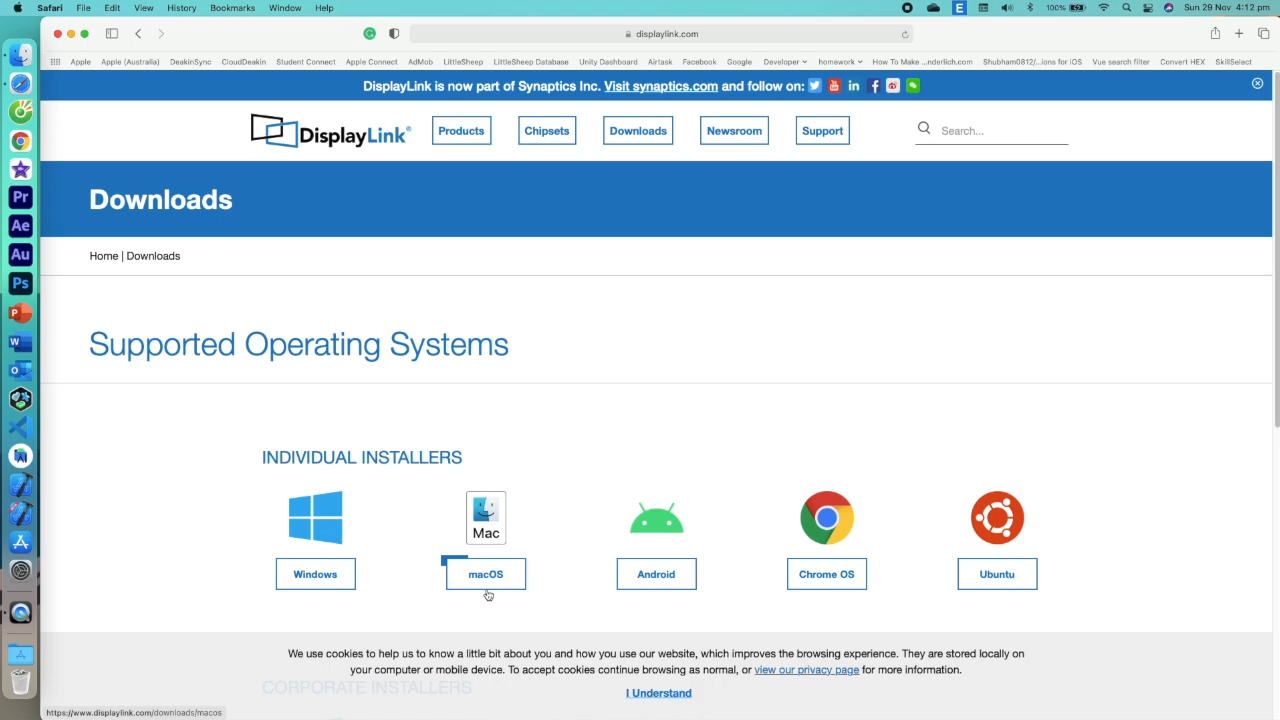 Safari File Edit View History Bookmarks Window Help
E 100% Sun 29 Nov 4:12 pm
displaylink.com
Apple Apple (Australia) DeakinSync CloudDeakin Student Connect Apple Connect AdMob LittleSheep LittleSheep Database Unity Dashboard Airtask Facebook Google Developer homework How To Make ...nderlich.com Shubham0812/...ions for iOS Vue search filter Convert HEX SkillSelect
DisplayLink is now part of Synaptics Inc. Visit synaptics.com and follow on:
DisplayLink® Products Chipsets Downloads Newsroom Support Search...
Downloads
Home | Downloads
Supported Operating Systems
INDIVIDUAL INSTALLERS
Mac
Windows macOS Android Chrome OS Ubuntu
We use cookies to help us to know a little bit about you and how you use our website, which improves the browsing experience. They are stored locally on
your computer or mobile device. To accept cookies continue browsing as normal, or view our privacy page for more information.
CORPORATE INSTALLERS
I Understand
https://www.displaylink.com/downloads/macos
Pr
Ae
Au
Ps
P
W
O